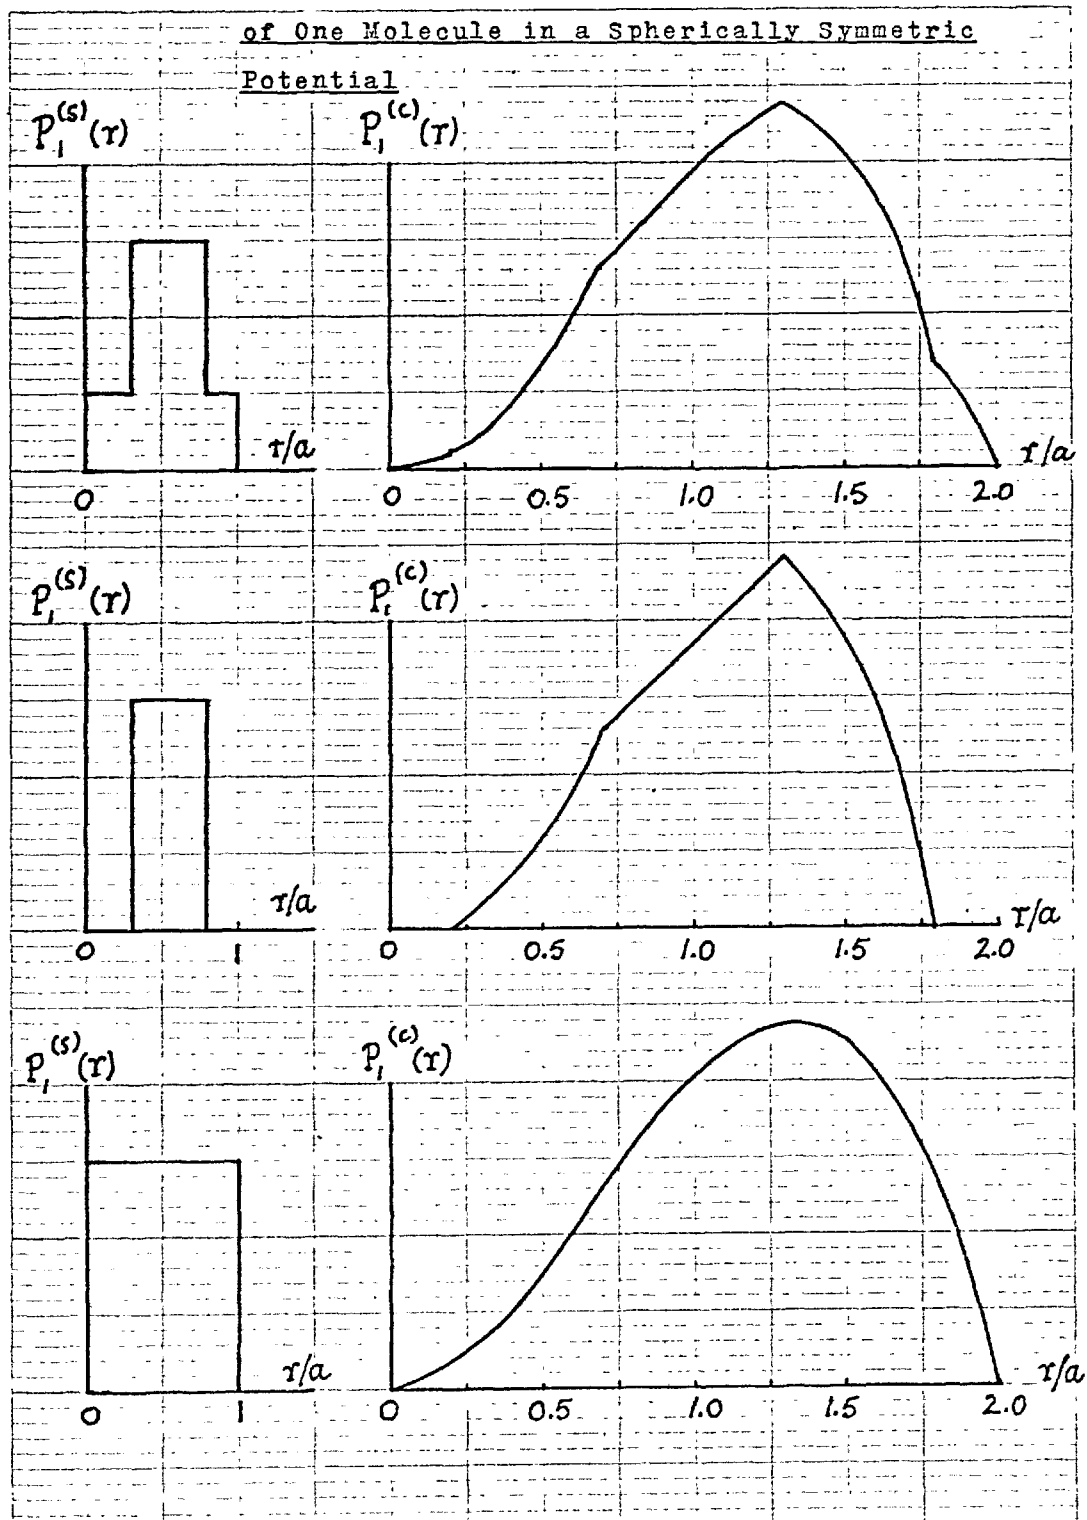 of One Molecule in a Spherically Symmetric
Potential
P₁⁽ˢ⁾(r)
P₁⁽ᶜ⁾(r)
r/a
r/a
0
0
0.5
1.0
1.5
2.0
P₁⁽ˢ⁾(r)
P₁⁽ᶜ⁾(r)
r/a
r/a
0
1
0
0.5
1.0
1.5
2.0
P₁⁽ˢ⁾(r)
P₁⁽ᶜ⁾(r)
r/a
r/a
0
1
0
0.5
1.0
1.5
2.0